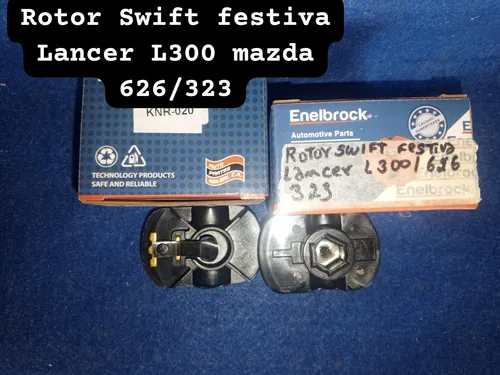 Rotor Swift festiva
Lancer L300 mazda
626/323
KNR-020
TECHNOLOGY PRODUCTS
SAFE AND RELIABLE
Enelbrock
Automotive Parts
Rotor swift festiva
Lancer L300/626
323
Enelbrock